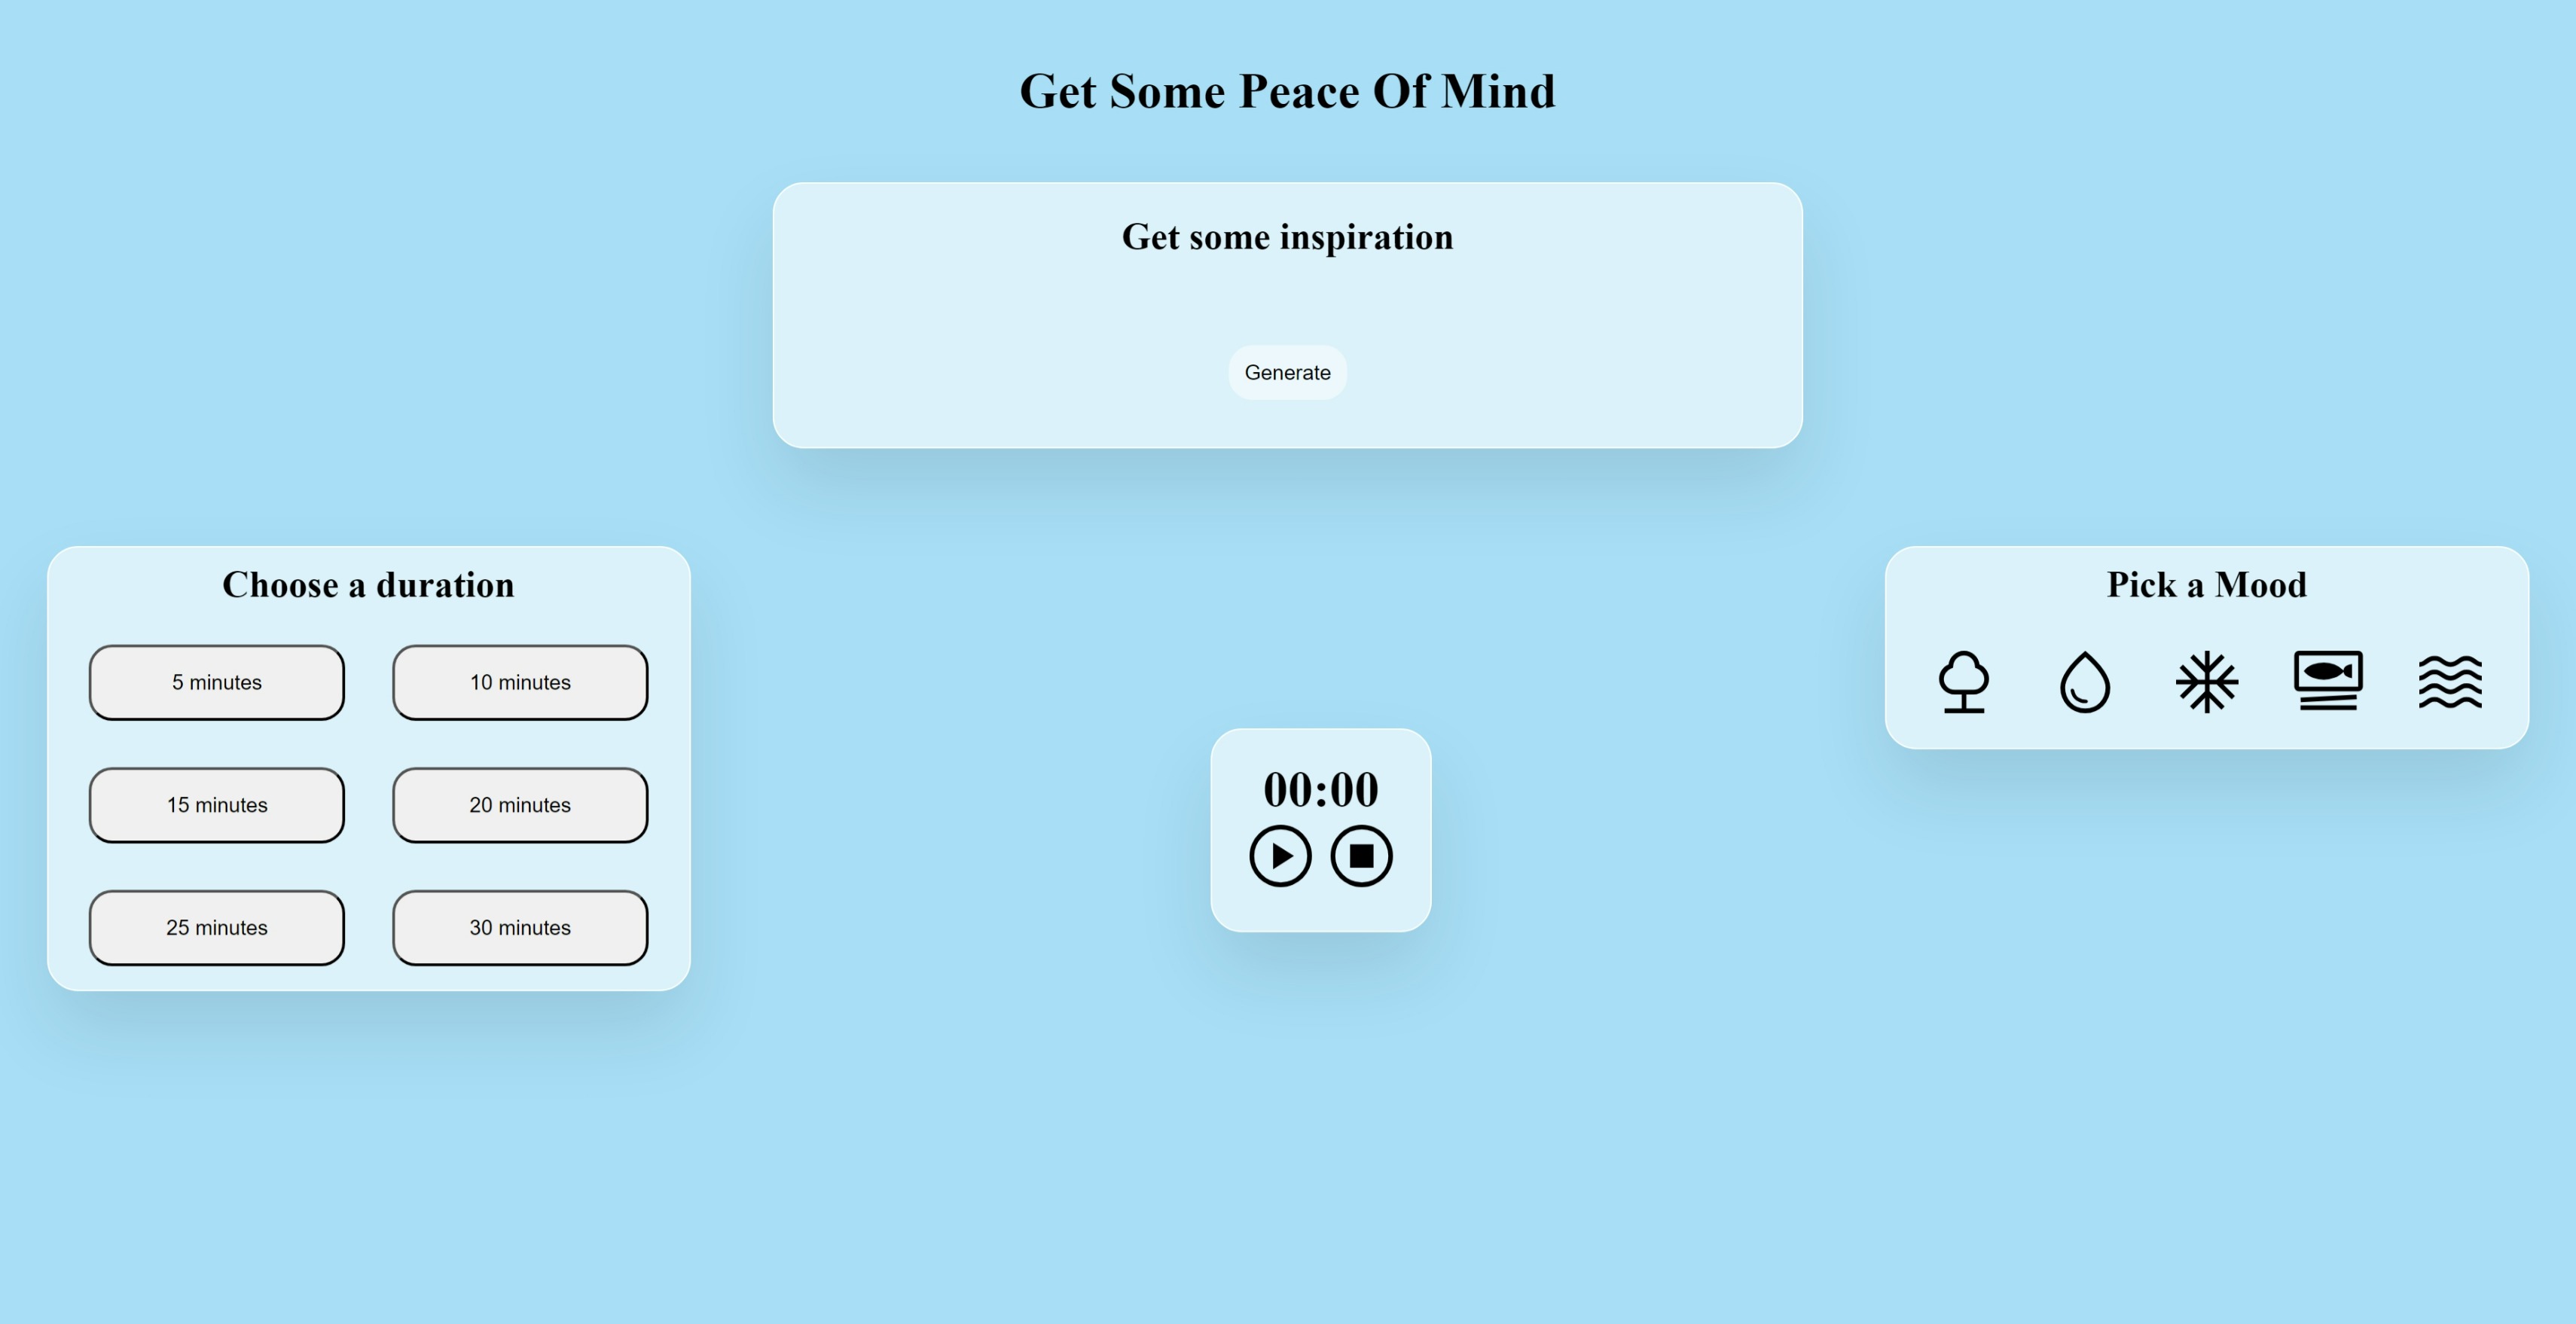 Get Some Peace Of Mind
Get some inspiration
Generate
Choose a duration
5 minutes
10 minutes
15 minutes
20 minutes
25 minutes
30 minutes
00:00
Pick a Mood